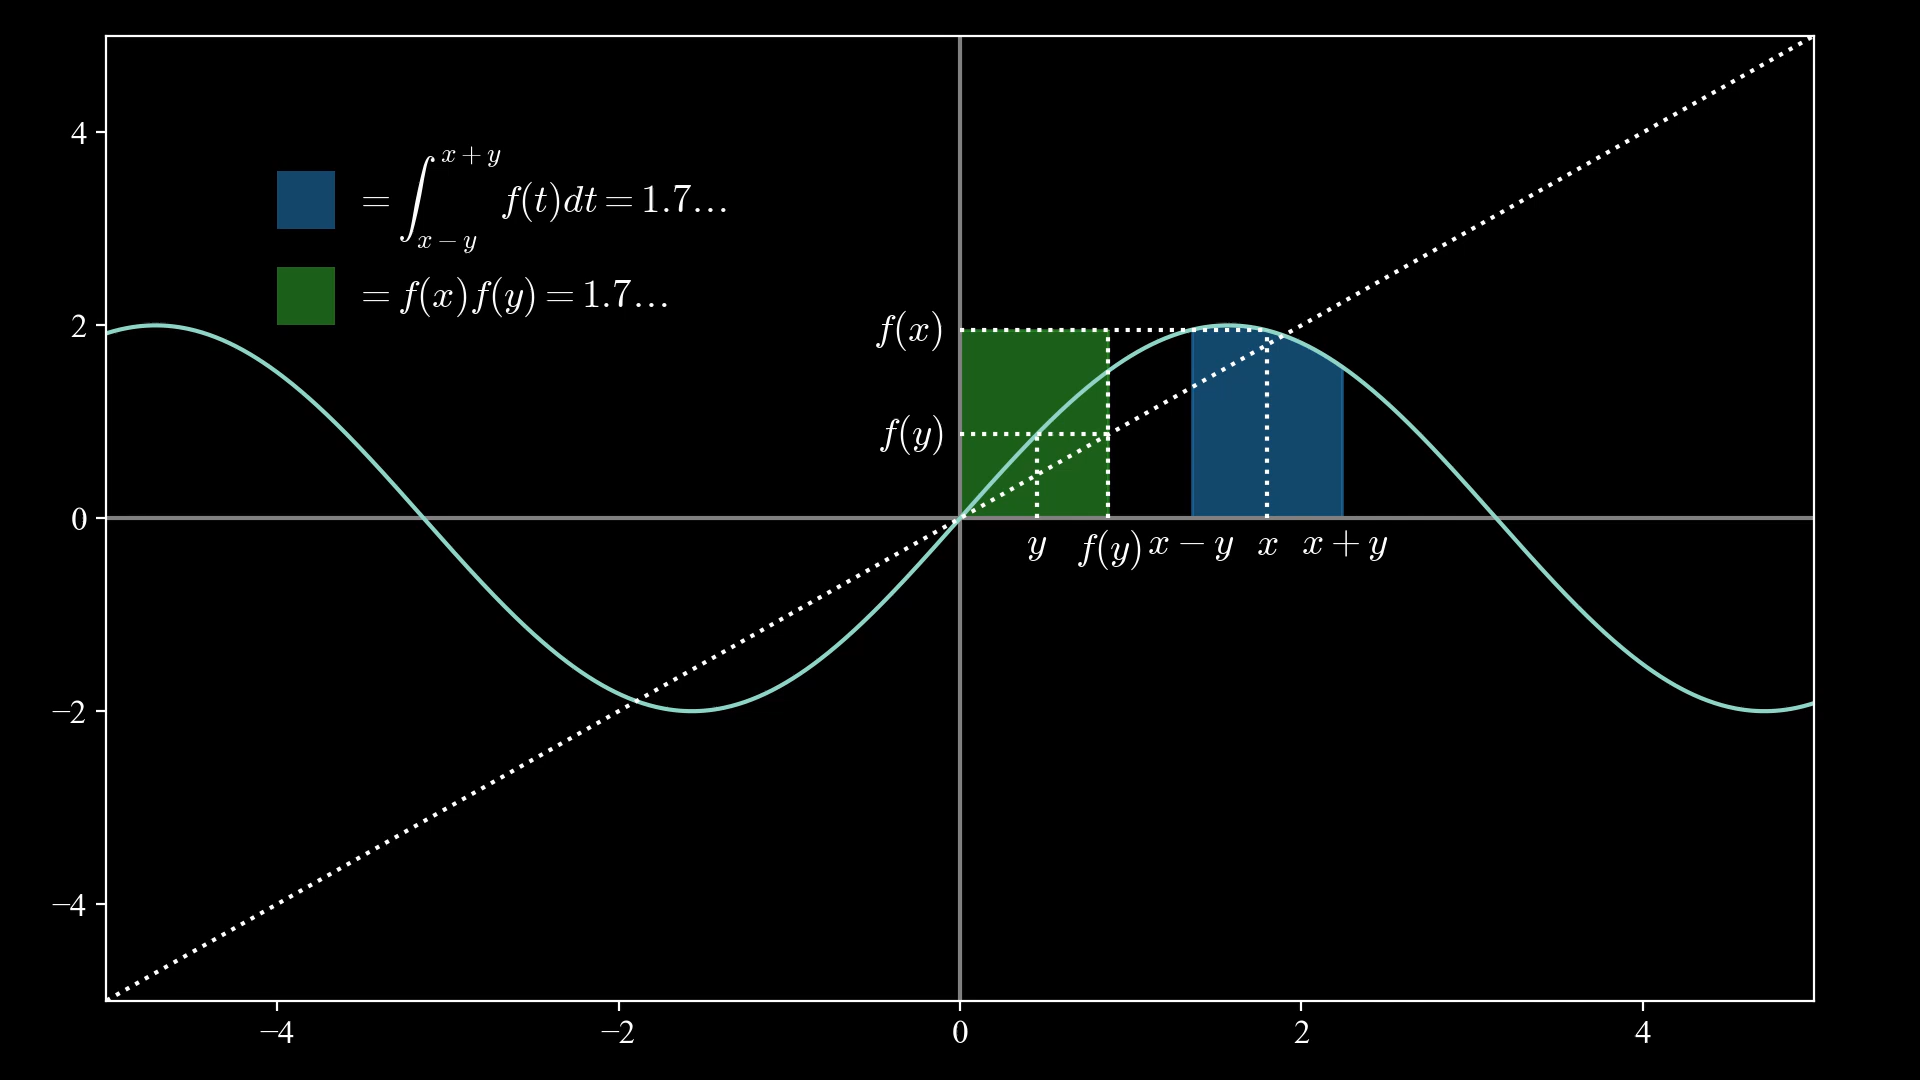 4
2
0
−2
−4
= ∫_{x−y}^{x+y} f(t)dt = 1.7...
= f(x)f(y) = 1.7...
f(x)
f(y)
y f(y) x − y x x + y
−4 −2 0 2 4